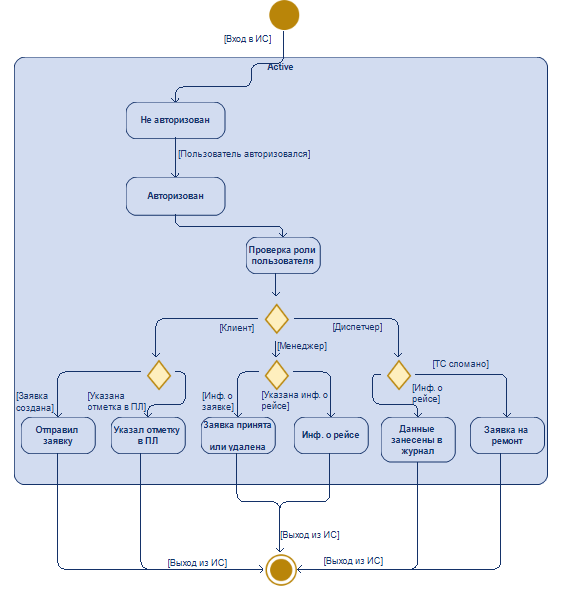 [Вход в ИС]
Active
Не авторизован
[Пользователь авторизовался]
Авторизован
Проверка роли
пользователя
[Клиент]
[Диспетчер]
[Менеджер]
[ТС сломано]
[Заявка
создана]
[Указана
отметка в ПЛ]
[Инф. о
заявке]
[Указана инф. о
рейсе]
[Инф. о
рейсе]
Отправил
заявку
Указал отметку
в ПЛ
Заявка принята
или удалена
Инф. о рейсе
Данные
занесены в
журнал
Заявка на
ремонт
[Выход из ИС]
[Выход из ИС]
[Выход из ИС]